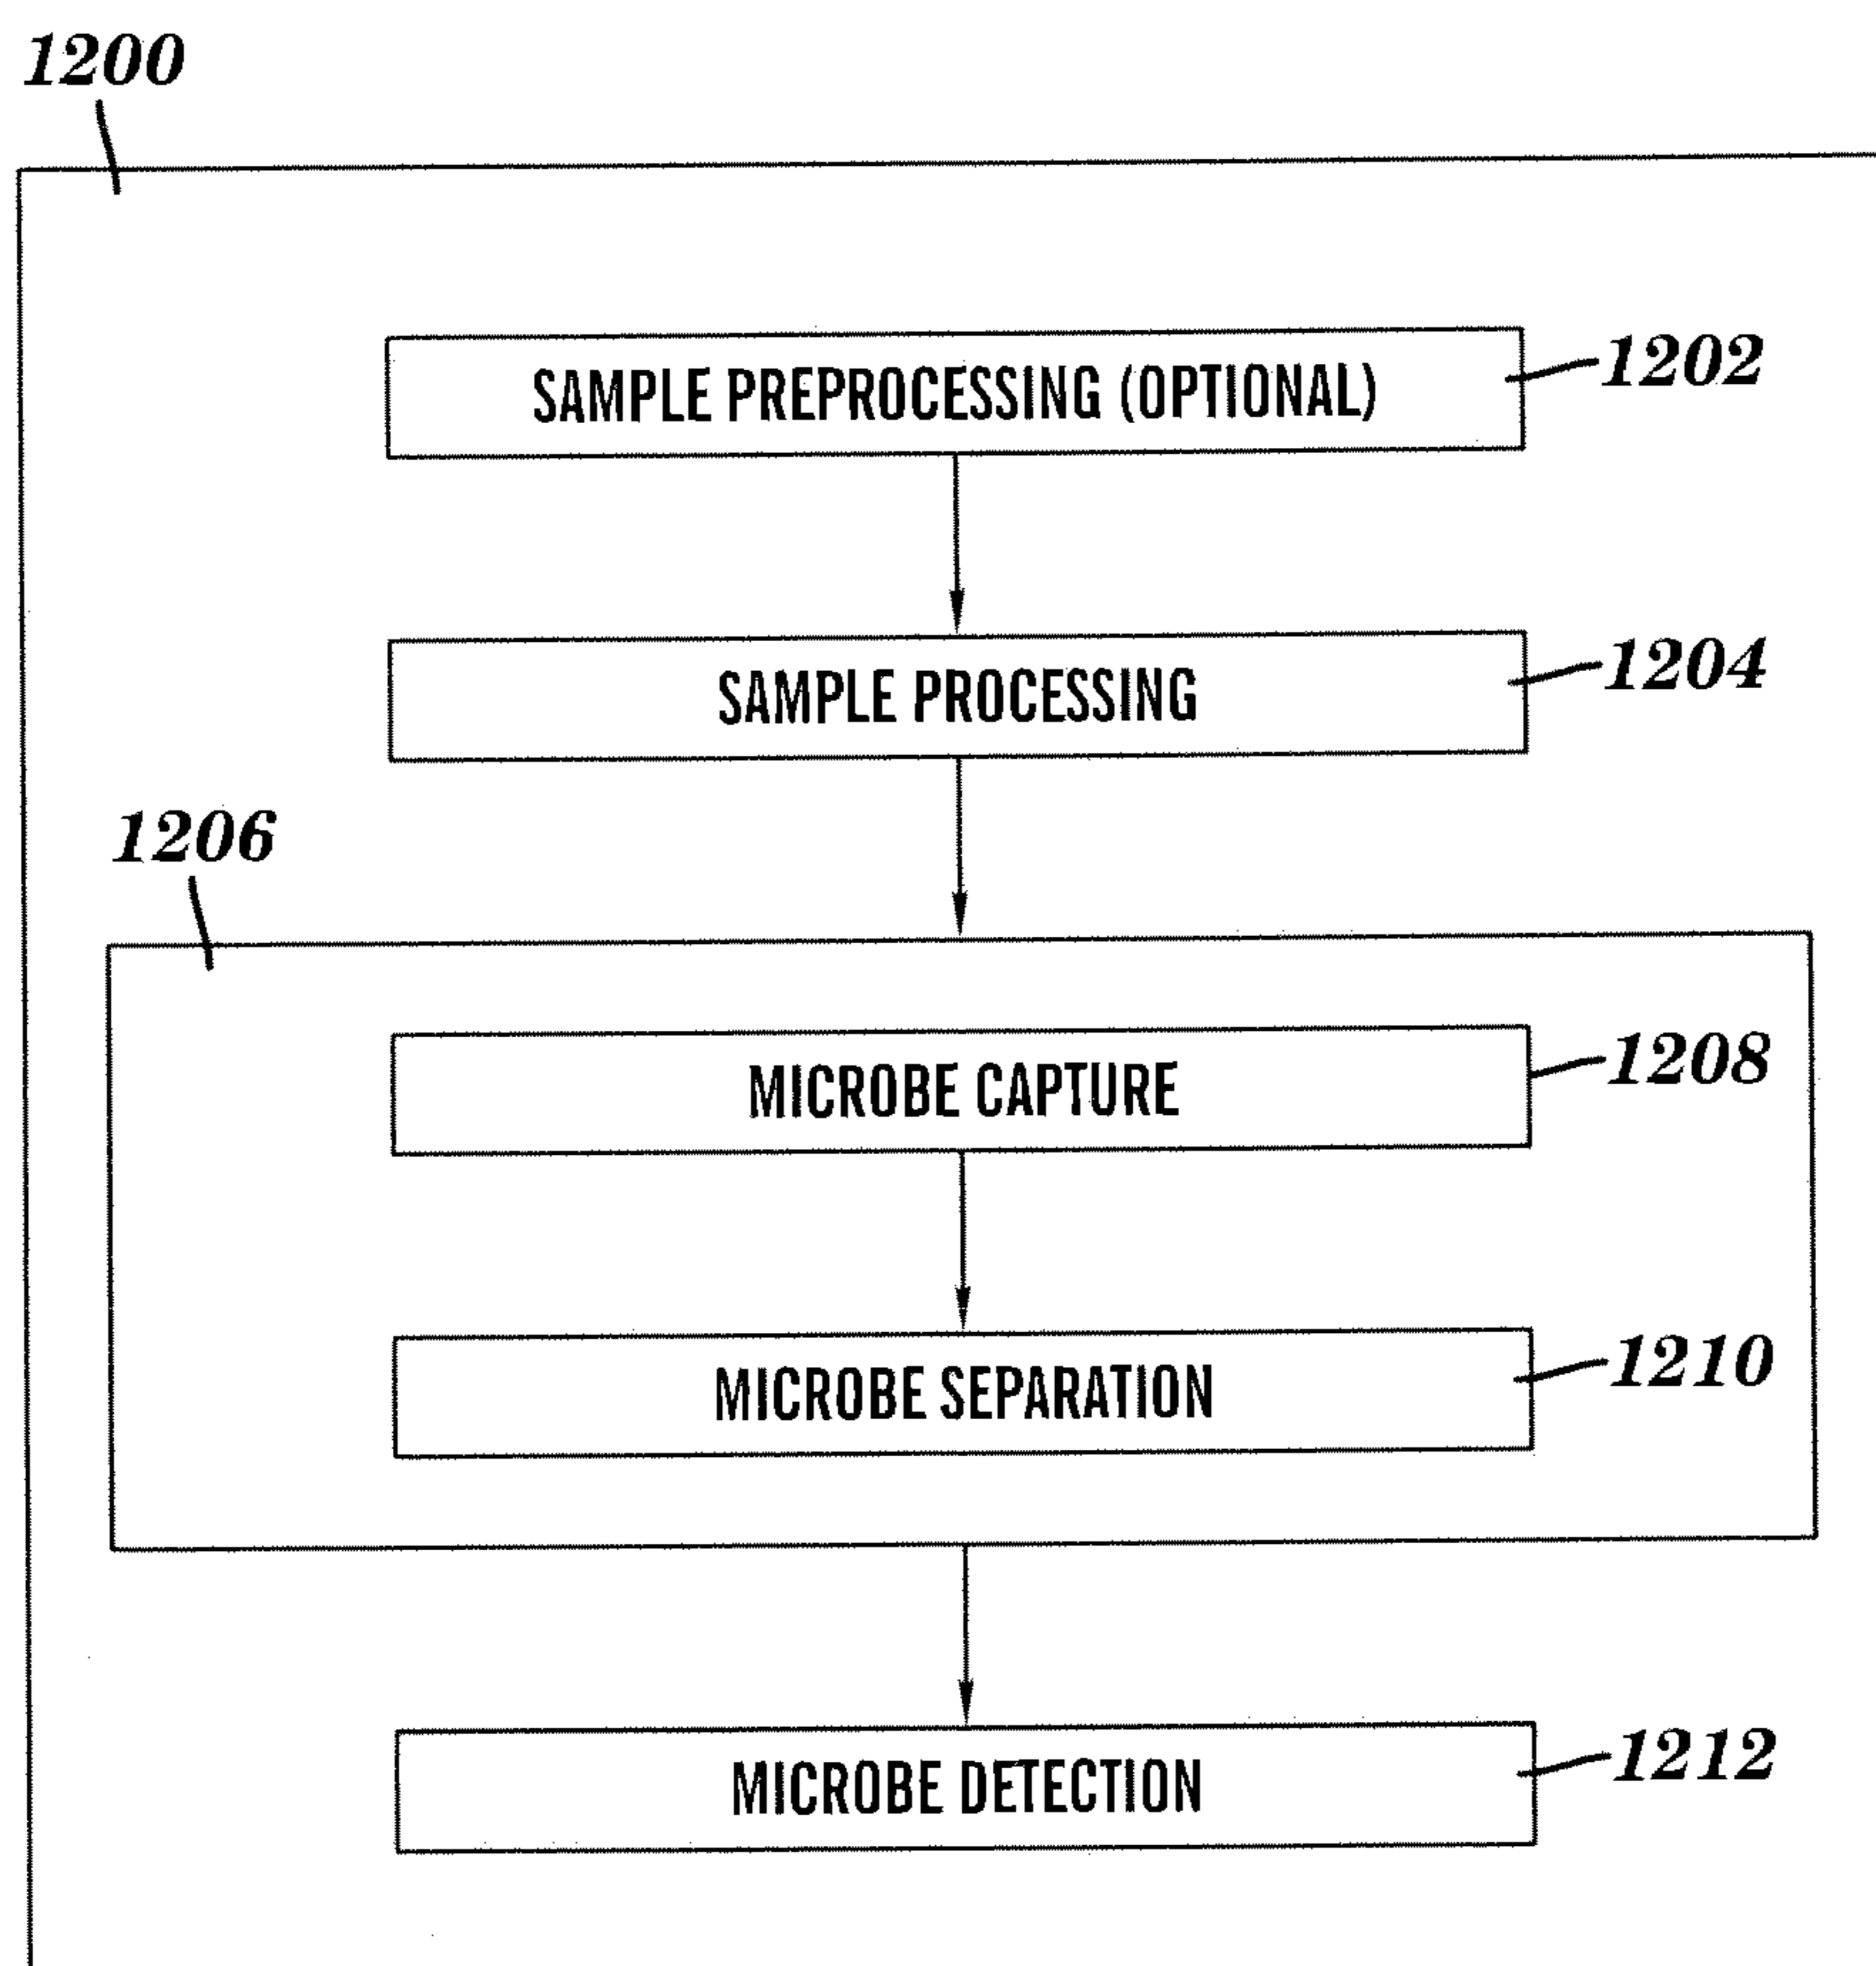 1200
SAMPLE PREPROCESSING (OPTIONAL)
1202
SAMPLE PROCESSING
1204
1206
MICROBE CAPTURE
1208
MICROBE SEPARATION
1210
MICROBE DETECTION
1212